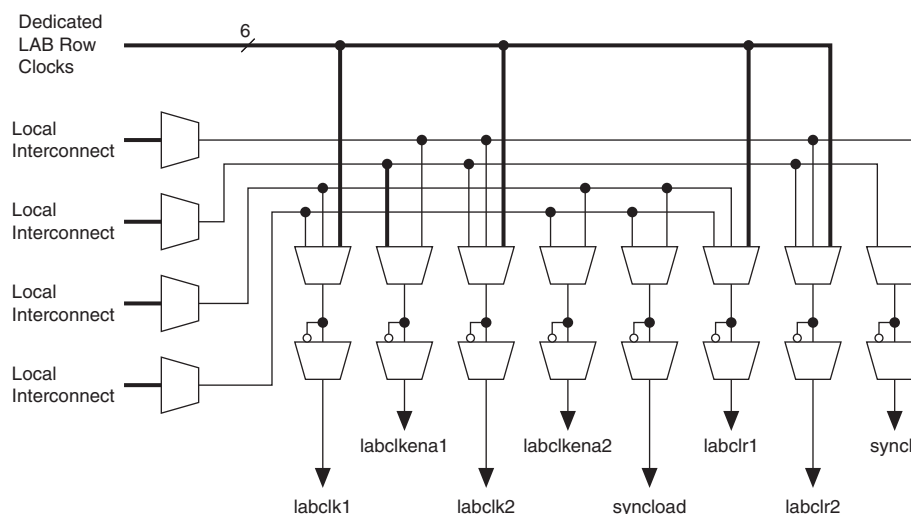 Dedicated
LAB Row
Clocks
6
Local
Interconnect
Local
Interconnect
Local
Interconnect
Local
Interconnect
labclkena1
labclkena2
labclr1
syncl
labclk1
labclk2
syncload
labclr2